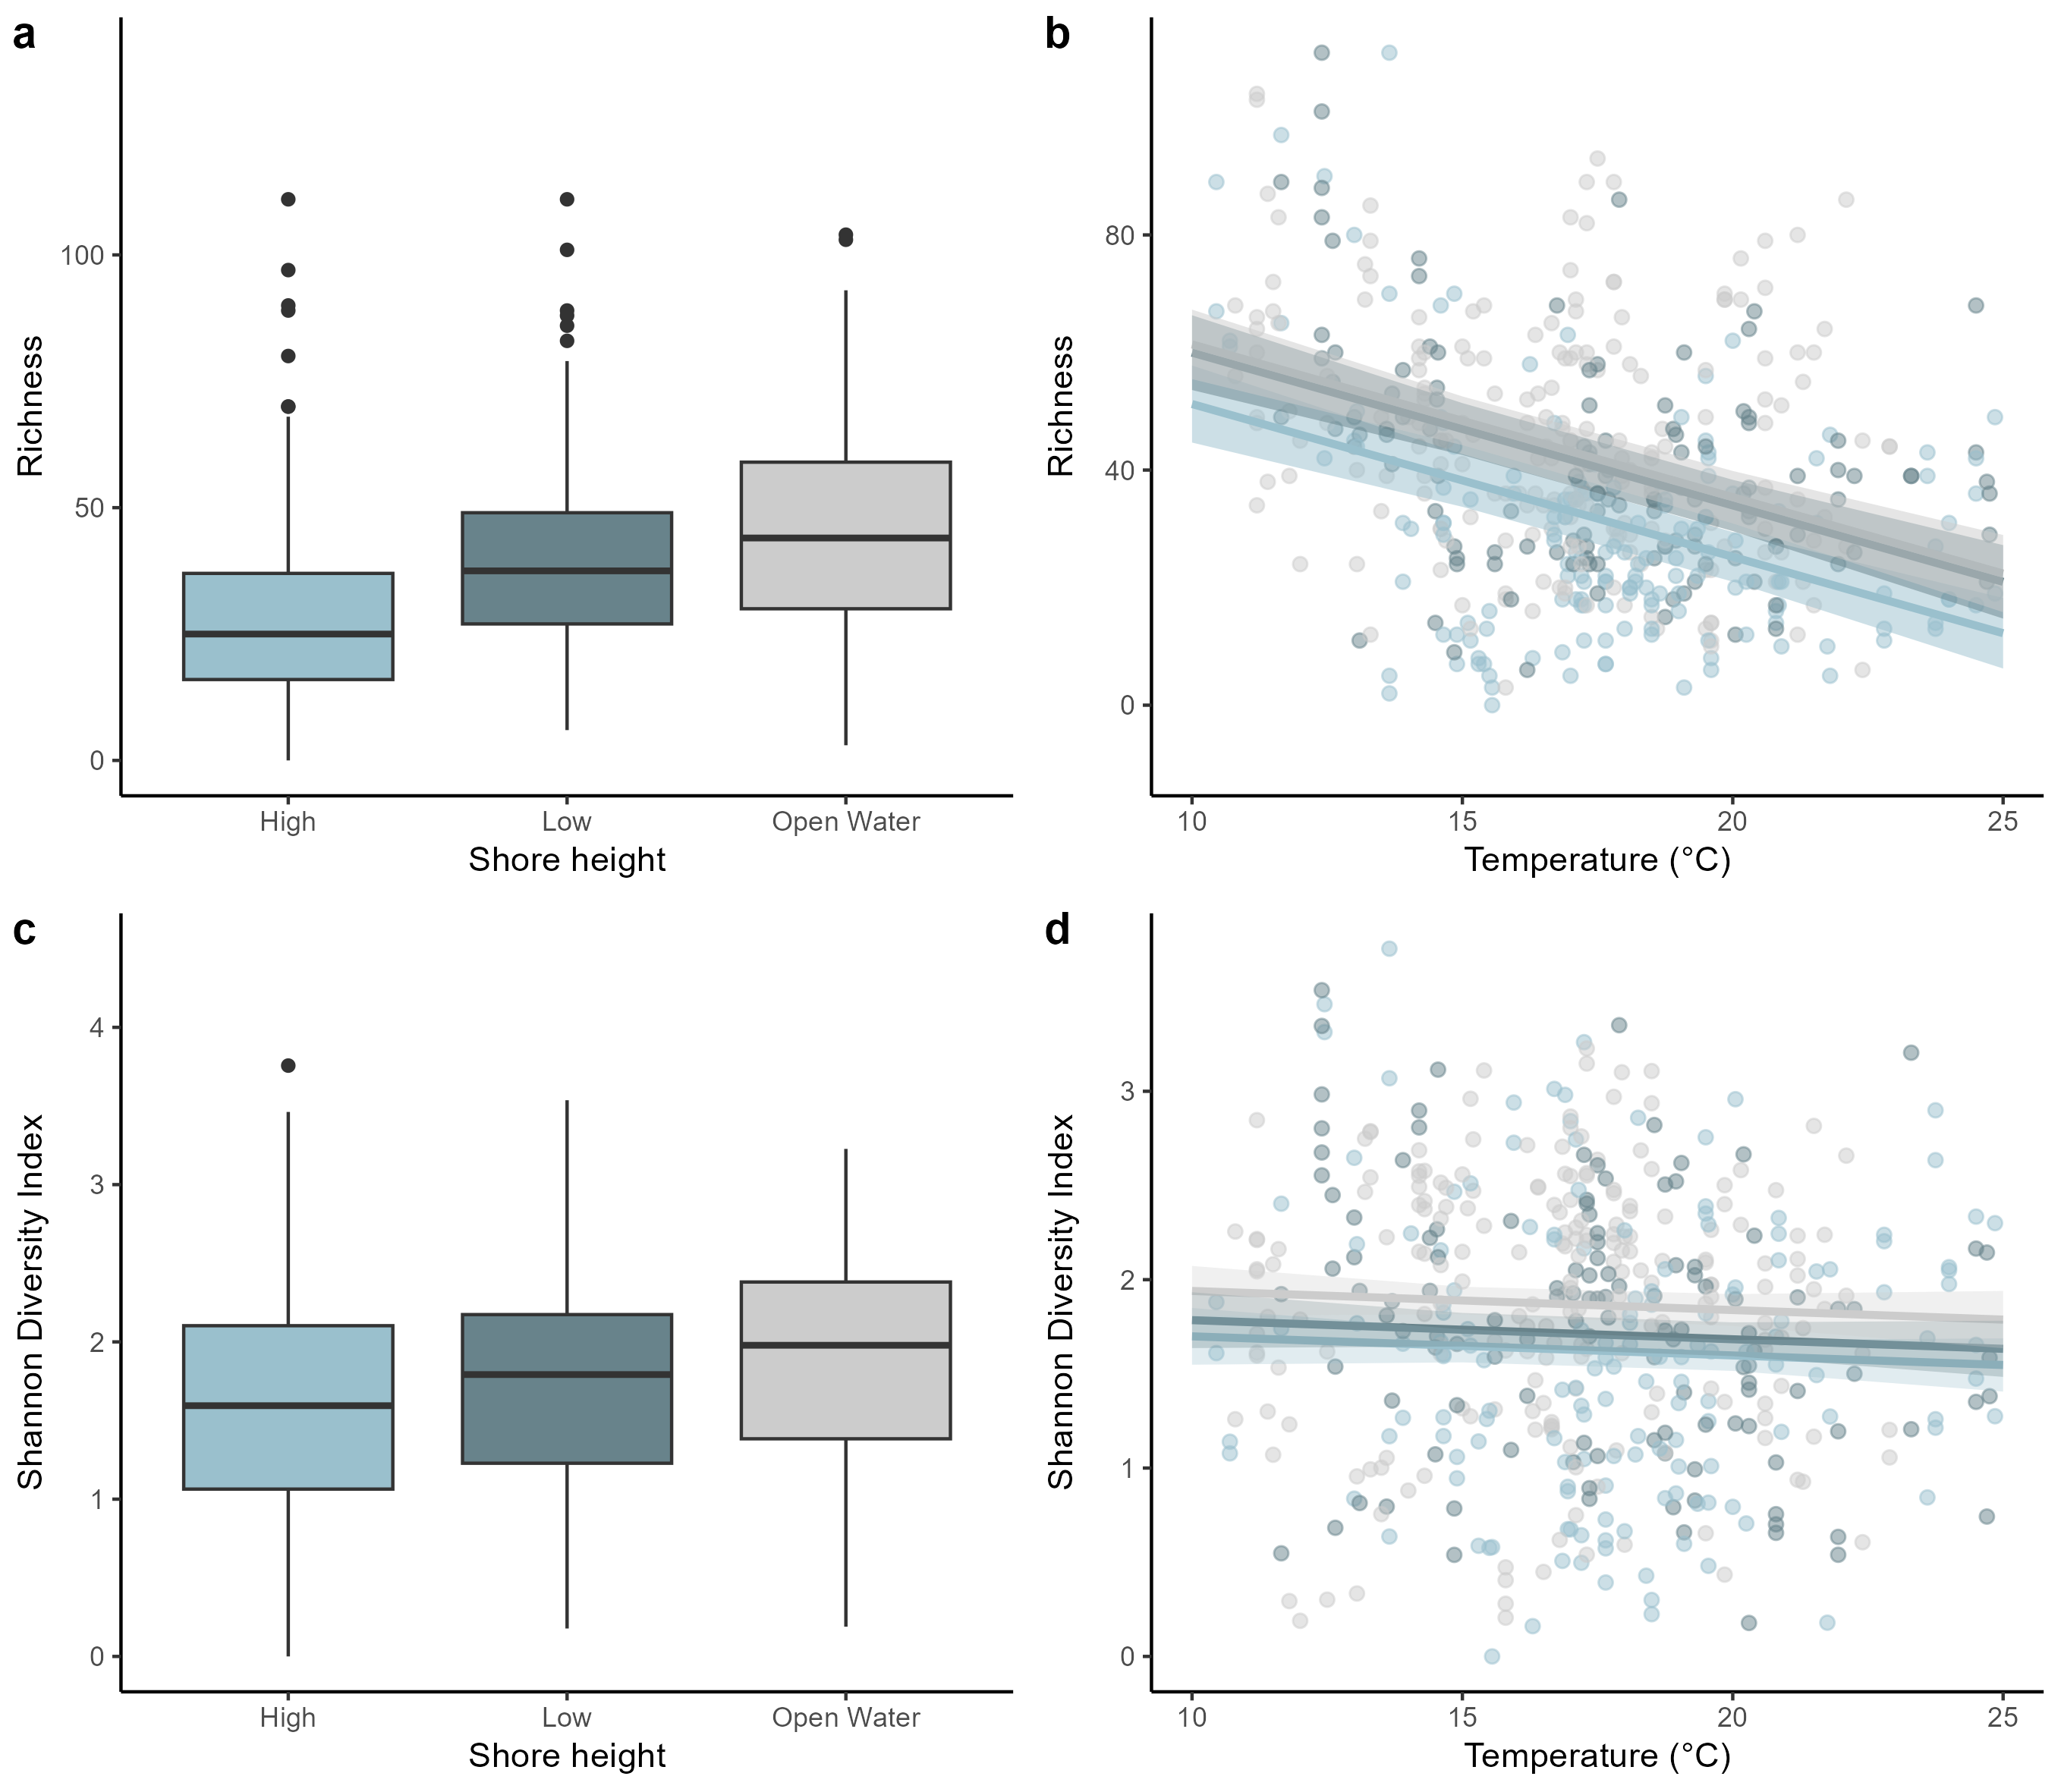 a
100
50
0
Richness
High Low Open Water
Shore height
b
80
40
0
Richness
10 15 20 25
Temperature (°C)
c
4
3
2
1
0
Shannon Diversity Index
High Low Open Water
Shore height
d
3
2
1
0
Shannon Diversity Index
10 15 20 25
Temperature (°C)